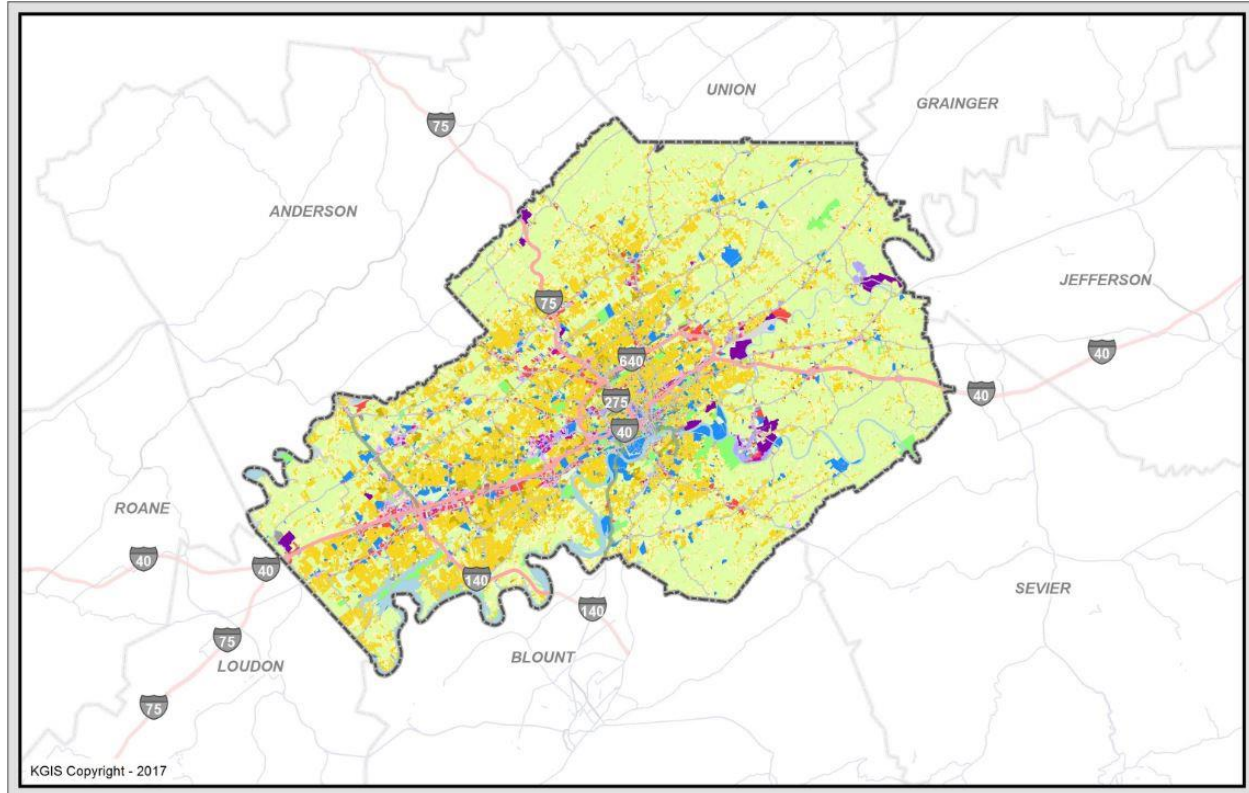 UNION
GRAINGER
75
ANDERSON
JEFFERSON
75
640
40
40
275
40
ROANE
40
40
140
SEVIER
140
75
BLOUNT
LOUDON
75
KGIS Copyright - 2017